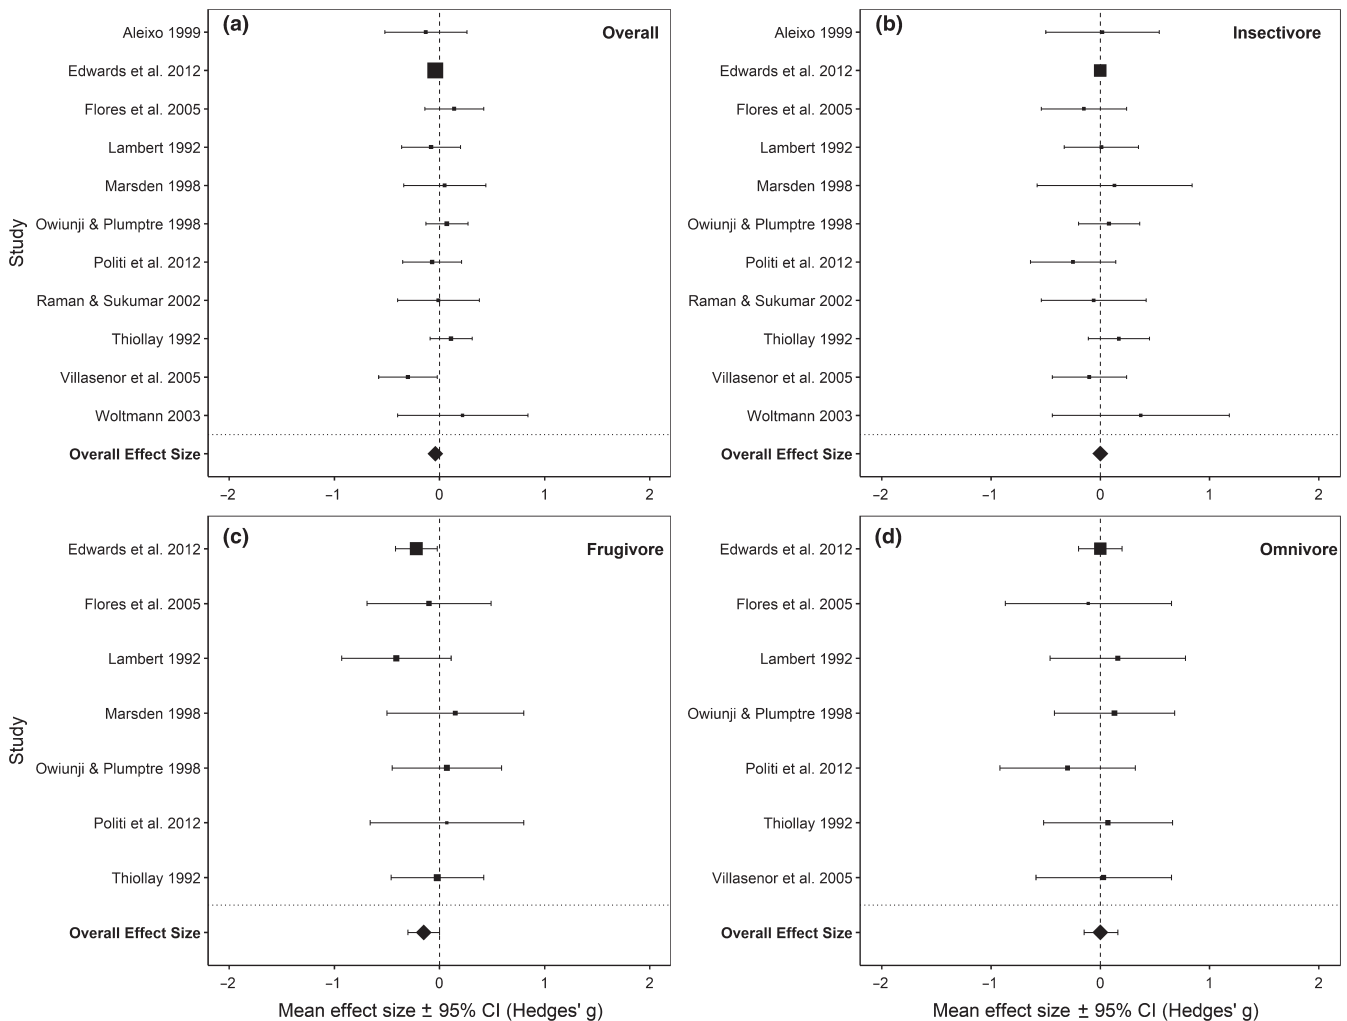 (a)
Overall
Aleixo 1999
Edwards et al. 2012
Flores et al. 2005
Lambert 1992
Marsden 1998
Owiunji & Plumptre 1998
Politi et al. 2012
Raman & Sukumar 2002
Thiollay 1992
Villasenor et al. 2005
Woltmann 2003
Overall Effect Size
Study
−2 −1 0 1 2
(b)
Insectivore
Aleixo 1999
Edwards et al. 2012
Flores et al. 2005
Lambert 1992
Marsden 1998
Owiunji & Plumptre 1998
Politi et al. 2012
Raman & Sukumar 2002
Thiollay 1992
Villasenor et al. 2005
Woltmann 2003
Overall Effect Size
−2 −1 0 1 2
(c)
Frugivore
Edwards et al. 2012
Flores et al. 2005
Lambert 1992
Marsden 1998
Owiunji & Plumptre 1998
Politi et al. 2012
Thiollay 1992
Overall Effect Size
Study
−2 −1 0 1 2
Mean effect size ± 95% CI (Hedges' g)
(d)
Omnivore
Edwards et al. 2012
Flores et al. 2005
Lambert 1992
Owiunji & Plumptre 1998
Politi et al. 2012
Thiollay 1992
Villasenor et al. 2005
Overall Effect Size
−2 −1 0 1 2
Mean effect size ± 95% CI (Hedges' g)